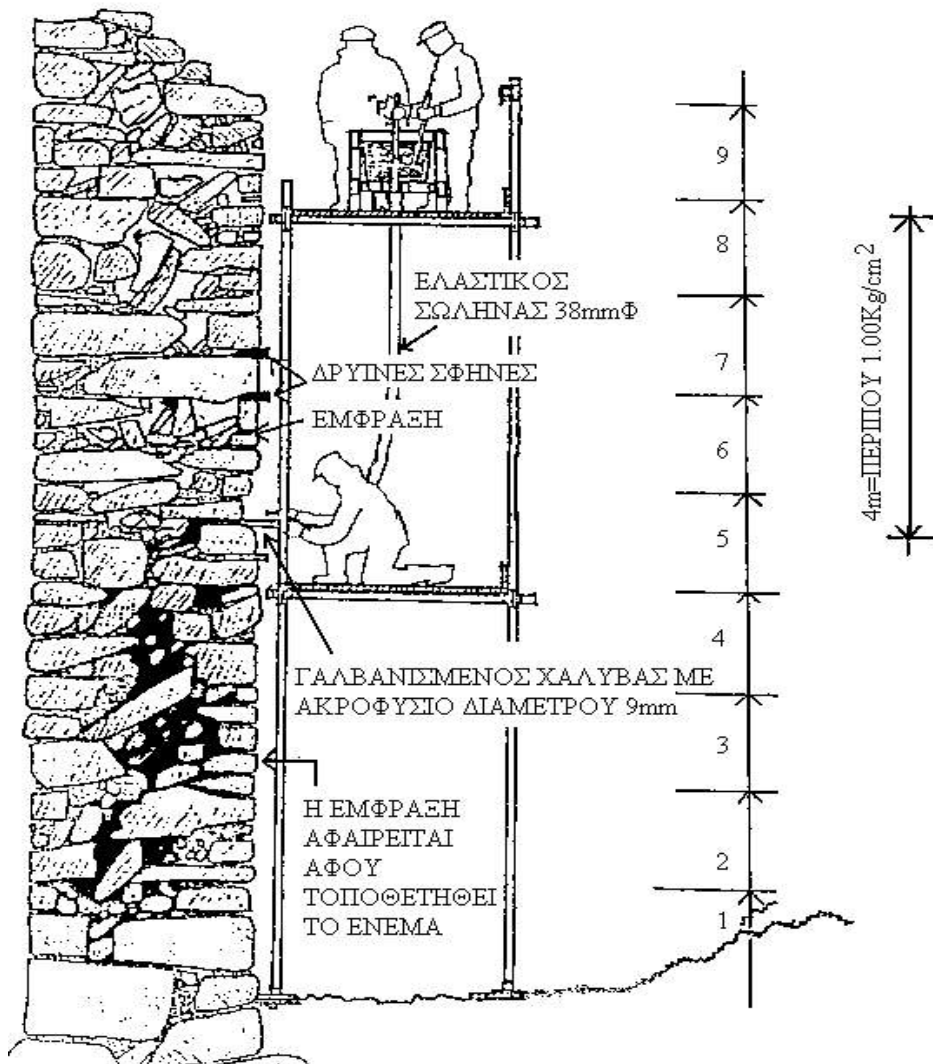 9
8
7
6
5
4
3
2
1
4m=ΠΕΡΙΠΟΥ 1.00Kg/cm²
ΕΛΑΣΤΙΚΟΣ
ΣΩΛΗΝΑΣ 38mmΦ
ΔΡΥΙΝΕΣ ΣΦΗΝΕΣ
ΕΜΦΡΑΞΗ
ΓΑΛΒΑΝΙΣΜΕΝΟΣ ΧΑΛΥΒΑΣ ΜΕ
ΑΚΡΟΦΥΣΙΟ ΔΙΑΜΕΤΡΟΥ 9mm
Η ΕΜΦΡΑΞΗ
ΑΦΑΙΡΕΙΤΑΙ
ΑΦΟΥ
ΤΟΠΟΘΕΤΗΘΕΙ
ΤΟ ΕΝΕΜΑ